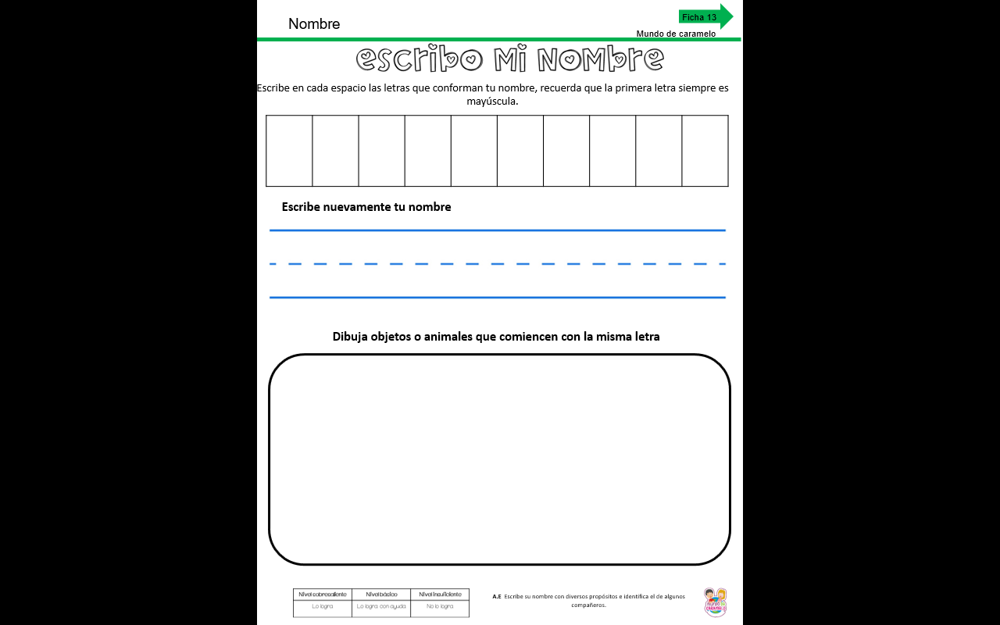 Nombre
Ficha 13
Mundo de caramelo
escribo Mi NoMbre
Escribe en cada espacio las letras que conforman tu nombre, recuerda que la primera letra siempre es
mayúscula.
Escribe nuevamente tu nombre
Dibuja objetos o animales que comiencen con la misma letra
Nivel sobresaliente Nivel básico Nivel insuficiente
Lo logra Lo logra con ayuda No lo logra
A.E Escribe su nombre con diversos propósitos e identifica el de algunos
compañeros.
mundo de
caramelo